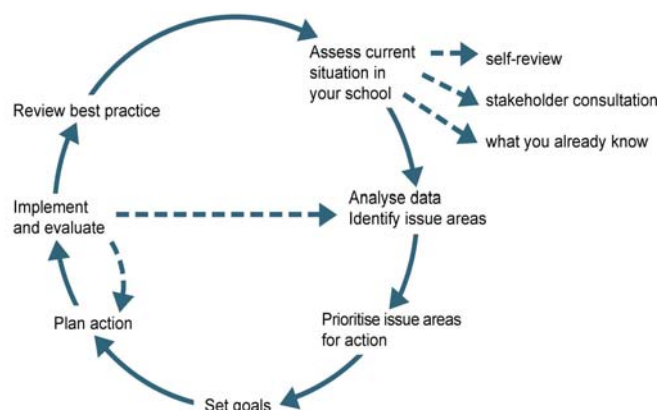 Assess current
situation in
your school
self-review
stakeholder consultation
what you already know
Review best practice
Analyse data
Identify issue areas
Implement
and evaluate
Prioritise issue areas
for action
Plan action
Set goals